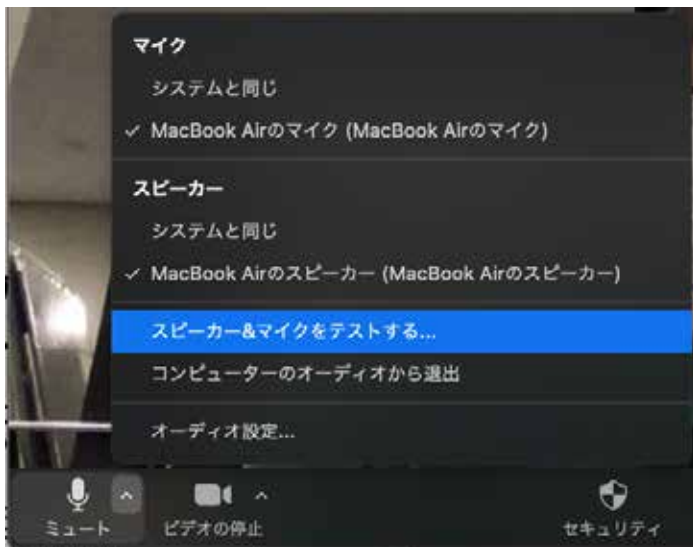 マイク
システムと同じ
✓ MacBook Airのマイク (MacBook Airのマイク)
スピーカー
システムと同じ
✓ MacBook Airのスピーカー (MacBook Airのスピーカー)
スピーカー&マイクをテストする...
コンピューターのオーディオから退出
オーディオ設定...
ミュート
ビデオの停止
セキュリティ